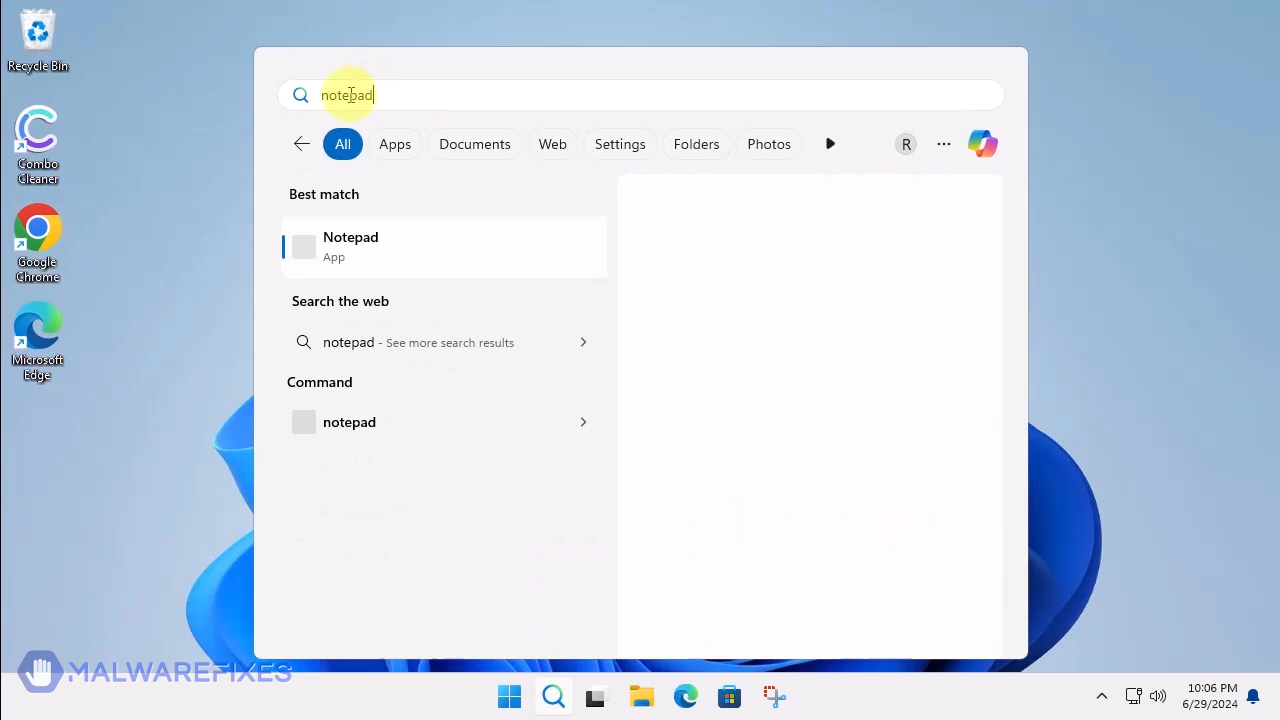 Recycle Bin
Combo
Cleaner
Google
Chrome
Microsoft
Edge
notepad
All
Apps
Documents
Web
Settings
Folders
Photos
R
Best match
Notepad
App
Search the web
notepad - See more search results
Command
notepad
MALWAREFIXES
10:06 PM
6/29/2024